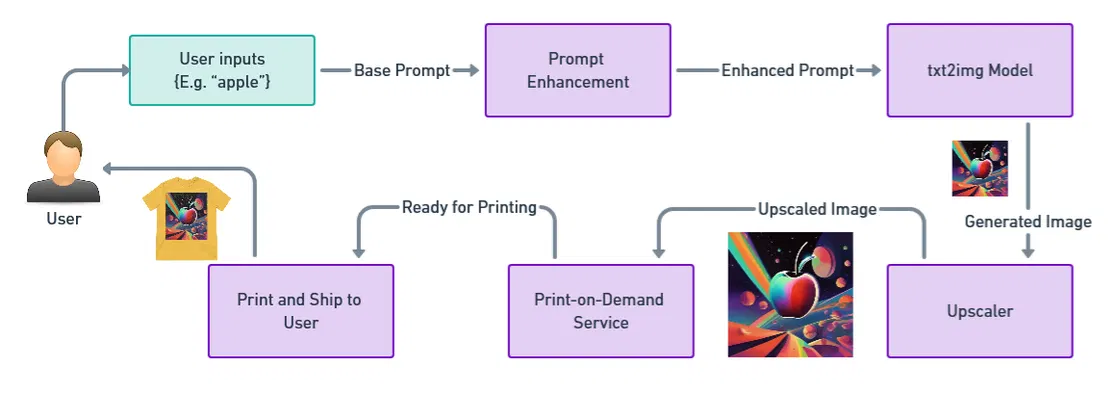 User inputs
{E.g. “apple”}
Base Prompt
Prompt
Enhancement
Enhanced Prompt
txt2img Model
Generated Image
Upscaler
Upscaled Image
Print-on-Demand
Service
Ready for Printing
Print and Ship to
User
User